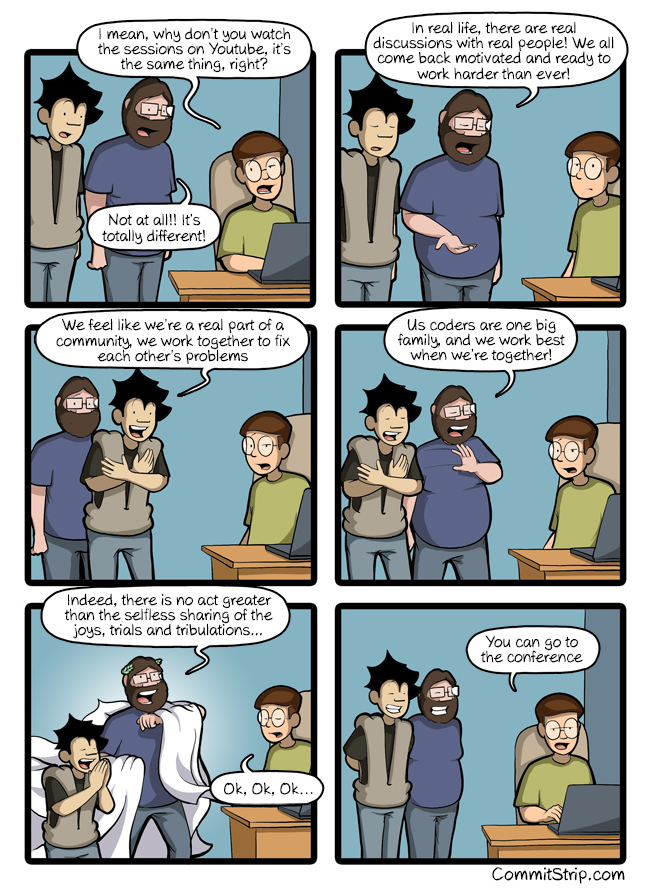 I mean, why don't you watch
the sessions on Youtube, it's
the same thing, right?
Not at all!! It's
totally different!
In real life, there are real
discussions with real people! We all
come back motivated and ready to
work harder than ever!
We feel like we're a real part of a
community, we work together to fix
each other's problems
Us coders are one big
family, and we work best
when we're together!
Indeed, there is no act greater
than the selfless sharing of the
joys, trials and tribulations...
Ok, Ok, Ok...
You can go to
the conference
CommitStrip.com